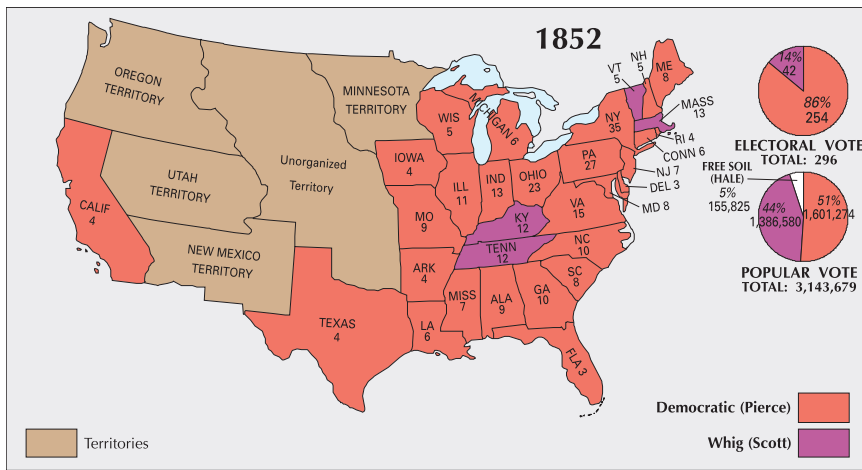 1852
OREGON
TERRITORY
MINNESOTA
TERRITORY
UTAH
TERRITORY
Unorganized
Territory
NEW MEXICO
TERRITORY
CALIF
4
TEXAS
4
WIS
5
MICHIGAN 6
IOWA
4
ILL
11
IND
13
OHIO
23
MO
9
KY
12
TENN
12
ARK
4
LA
6
MISS
7
ALA
9
GA
10
FLA 3
SC
8
NC
10
VA
15
PA
27
NY
35
VT
5
NH
5
ME
8
MASS
13
RI 4
CONN 6
NJ 7
DEL 3
MD 8
14%
42
86%
254
ELECTORAL VOTE
TOTAL: 296
FREE SOIL
(HALE)
5%
155,825
44%
1,386,580
51%
1,601,274
POPULAR VOTE
TOTAL: 3,143,679
Democratic (Pierce)
Whig (Scott)
Territories